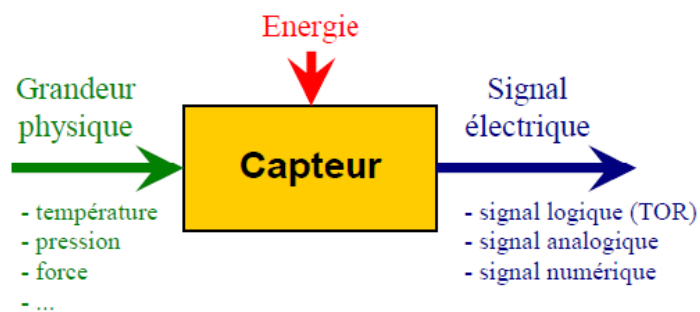 Energie
Grandeur
physique
Capteur
Signal
électrique
- température
- pression
- force
- ...
- signal logique (TOR)
- signal analogique
- signal numérique